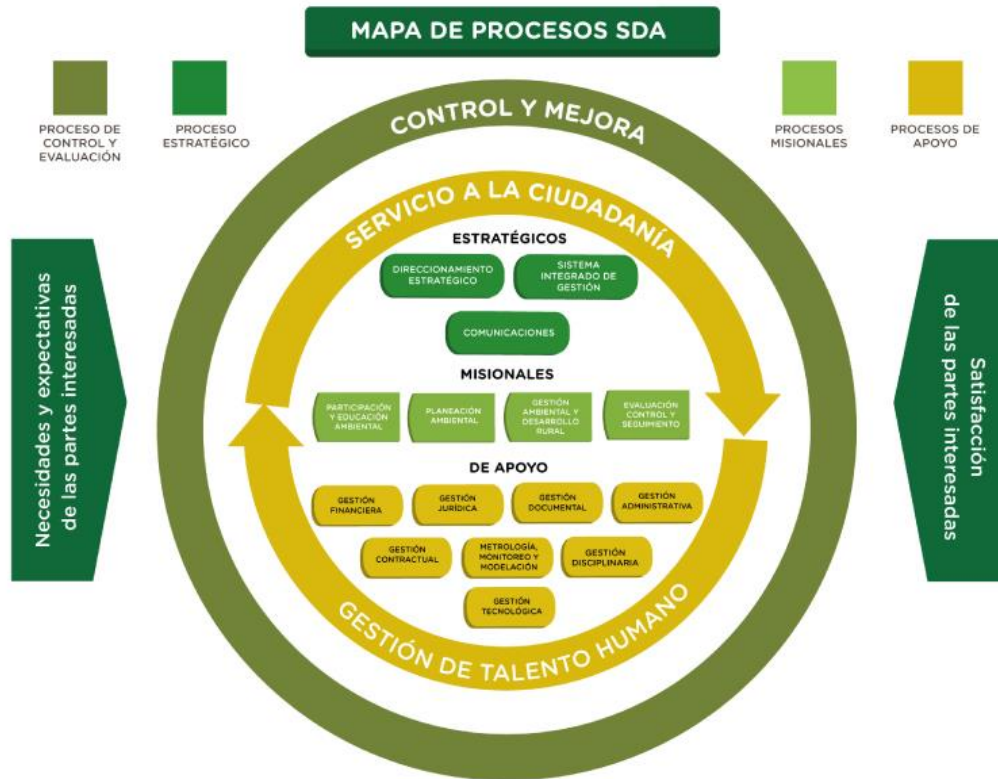 MAPA DE PROCESOS SDA
PROCESO DE
CONTROL Y
EVALUACIÓN
PROCESO
ESTRATÉGICO
PROCESOS
MISIONALES
PROCESOS DE
APOYO
CONTROL Y MEJORA
SERVICIO A LA CIUDADANÍA
Necesidades y expectativas
de las partes interesadas
ESTRATÉGICOS
DIRECCIONAMIENTO
ESTRATÉGICO
SISTEMA
INTEGRADO DE
GESTIÓN
COMUNICACIONES
MISIONALES
PARTICIPACIÓN
Y EDUCACIÓN
AMBIENTAL
PLANEACIÓN
AMBIENTAL
GESTIÓN
AMBIENTAL Y
DESARROLLO
RURAL
EVALUACIÓN
CONTROL Y
SEGUIMIENTO
DE APOYO
GESTIÓN
FINANCIERA
GESTIÓN
JURÍDICA
GESTIÓN
DOCUMENTAL
GESTIÓN
ADMINISTRATIVA
GESTIÓN
CONTRACTUAL
METROLOGÍA,
MONITOREO Y
MODELACIÓN
GESTIÓN
DISCIPLINARIA
GESTIÓN
TECNOLÓGICA
GESTIÓN DE TALENTO HUMANO
Satisfacción
de las partes interesadas